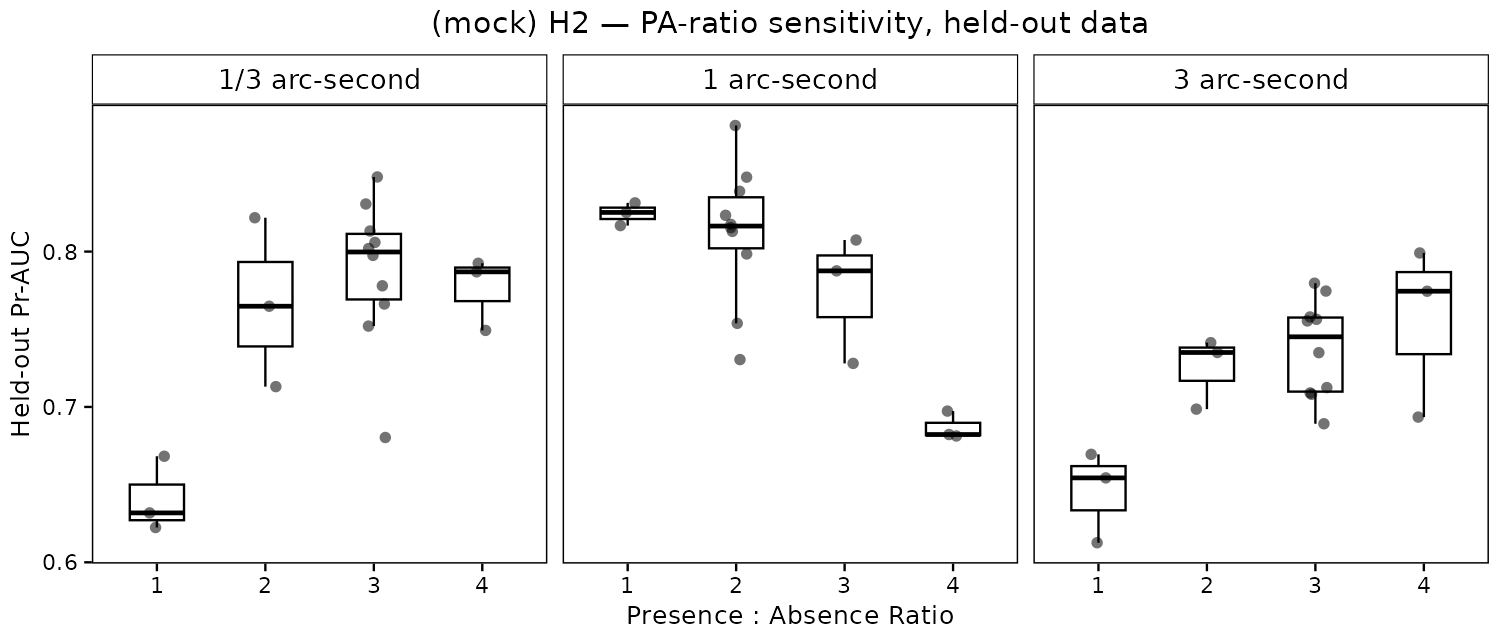 (mock) H2 — PA-ratio sensitivity, held-out data
1/3 arc-second
1 arc-second
3 arc-second
Held-out Pr-AUC
0.8
0.7
0.6
1 2 3 4
1 2 3 4
1 2 3 4
Presence : Absence Ratio